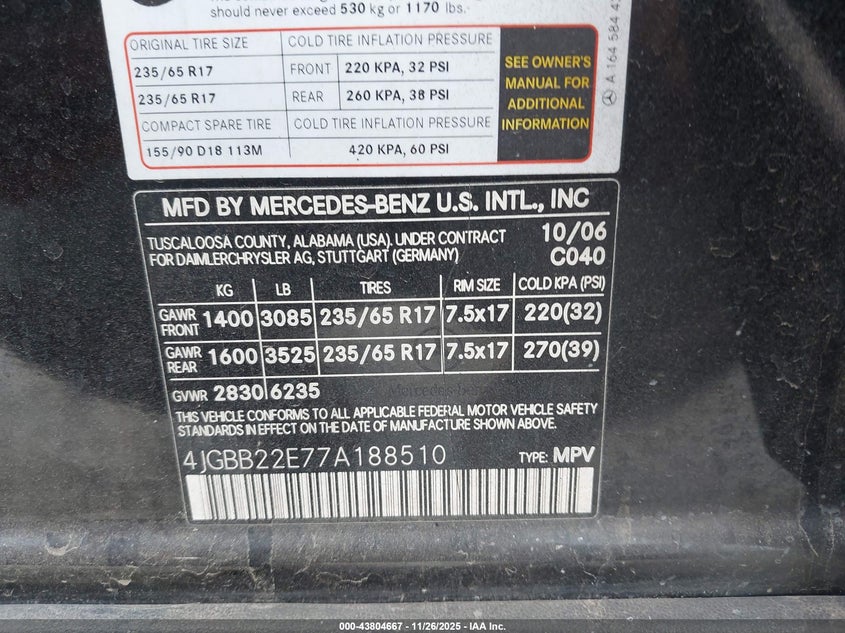 should never exceed 530 kg or 1170 lbs.
ORIGINAL TIRE SIZE COLD TIRE INFLATION PRESSURE
235/65 R17 FRONT 220 KPA, 32 PSI
235/65 R17 REAR 260 KPA, 38 PSI
COMPACT SPARE TIRE COLD TIRE INFLATION PRESSURE
155/90 D18 113M 420 KPA, 60 PSI
SEE OWNER'S
MANUAL FOR
ADDITIONAL
INFORMATION
A 164 584 4
MFD BY MERCEDES-BENZ U.S. INTL., INC
TUSCALOOSA COUNTY, ALABAMA (USA). UNDER CONTRACT 10/06
FOR DAIMLERCHRYSLER AG, STUTTGART (GERMANY) C040
KG LB TIRES RIM SIZE COLD KPA (PSI)
GAWR FRONT 1400 3085 235/65 R17 7.5x17 220(32)
GAWR REAR 1600 3525 235/65 R17 7.5x17 270(39)
GVWR 2830 6235
THIS VEHICLE CONFORMS TO ALL APPLICABLE FEDERAL MOTOR VEHICLE SAFETY
STANDARDS IN EFFECT ON THE DATE OF MANUFACTURE SHOWN ABOVE.
4JGBB22E77A188510 TYPE: MPV
000-43804667 - 11/26/2025 - IAA Inc.